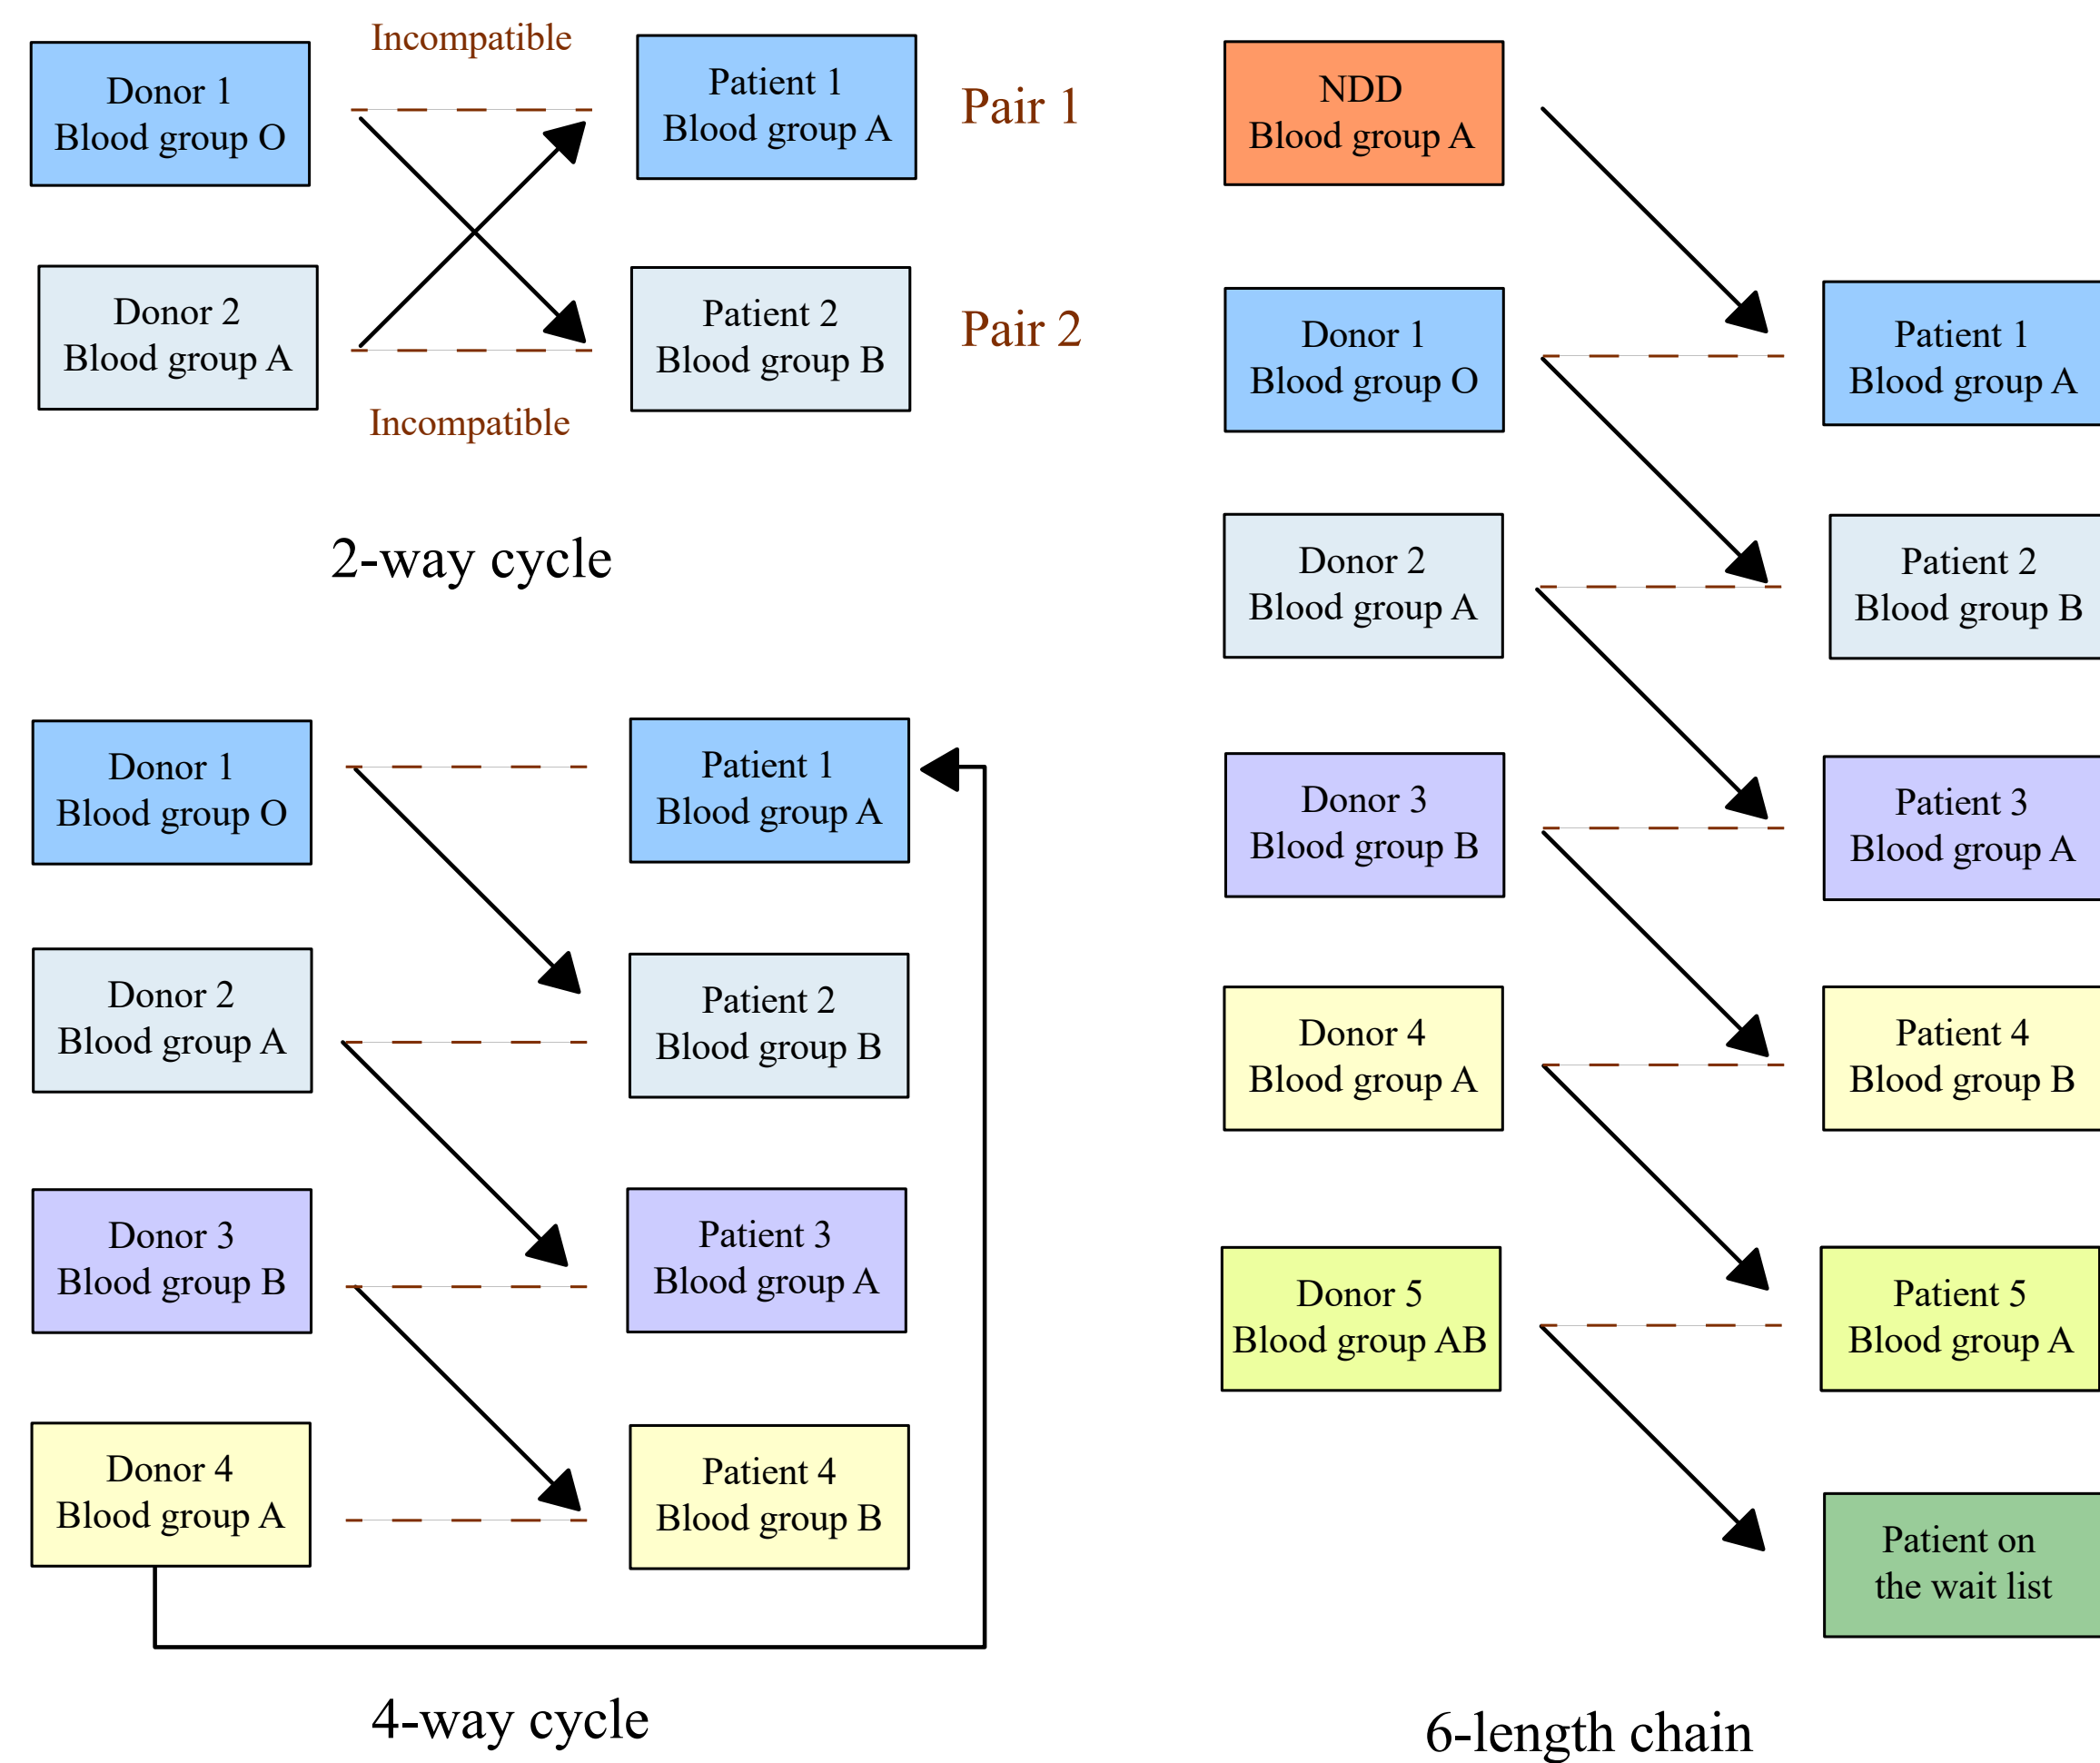 Incompatible
Donor 1
Blood group O
Patient 1
Blood group A
Pair 1
Donor 2
Blood group A
Patient 2
Blood group B
Pair 2
Incompatible
2-way cycle
Donor 1
Blood group O
Patient 1
Blood group A
Donor 2
Blood group A
Patient 2
Blood group B
Donor 3
Blood group B
Patient 3
Blood group A
Donor 4
Blood group A
Patient 4
Blood group B
4-way cycle
NDD
Blood group A
Donor 1
Blood group O
Patient 1
Blood group A
Donor 2
Blood group A
Patient 2
Blood group B
Donor 3
Blood group B
Patient 3
Blood group A
Donor 4
Blood group A
Patient 4
Blood group B
Donor 5
Blood group AB
Patient 5
Blood group A
Patient on
the wait list
6-length chain